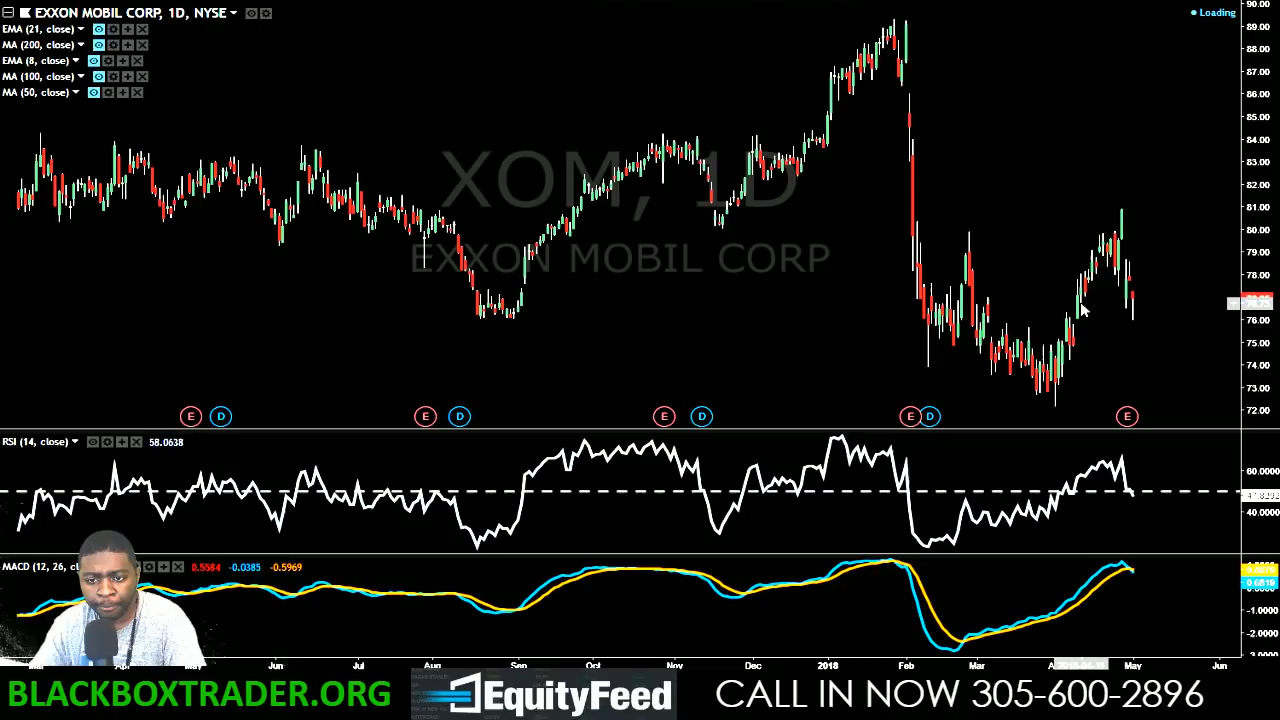 EXXON MOBIL CORP, 1D, NYSE
Loading
EMA (21, close)
MA (200, close)
EMA (8, close)
MA (100, close)
MA (50, close)
XOM, 1D
EXXON MOBIL CORP
90.00
89.00
88.00
87.00
86.00
85.00
84.00
83.00
82.00
81.00
80.00
79.00
78.00
76.00
75.00
74.00
73.00
72.00
E D E D E D E D E
RSI (14, close) 58.0638
60.0000
40.0000
MACD (12, 26, 0.5584 -0.0385 -0.5969
0.6819
-1.0000
-2.0000
Jun Jul Aug Sep Oct Nov Dec 2018 Feb Mar May Jun
BLACKBOXTRADER.ORG
EquityFeed
CALL IN NOW 305-600-2896